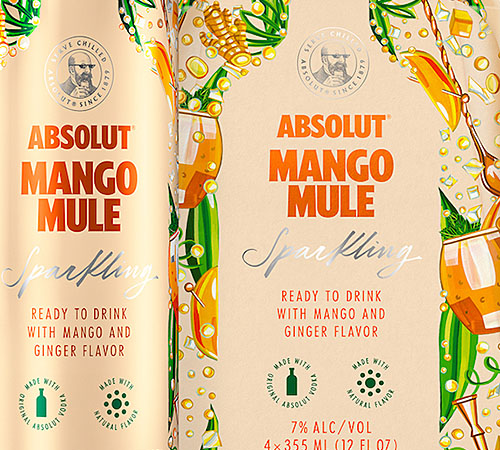 SERVE CHILLED
ABSOLUT® SINCE 1879
ABSOLUT®
MANGO
MULE
Sparkling
READY TO DRINK
WITH MANGO AND
GINGER FLAVOR
MADE WITH
ORIGINAL ABSOLUT VODKA
MADE WITH
NATURAL FLAVOR
SERVE CHILLED
ABSOLUT® SINCE 1879
ABSOLUT®
MANGO
MULE
Sparkling
READY TO DRINK
WITH MANGO AND
GINGER FLAVOR
MADE WITH
ORIGINAL ABSOLUT VODKA
MADE WITH
NATURAL FLAVOR
7% ALC/VOL
4×355 ML (12 FL OZ)